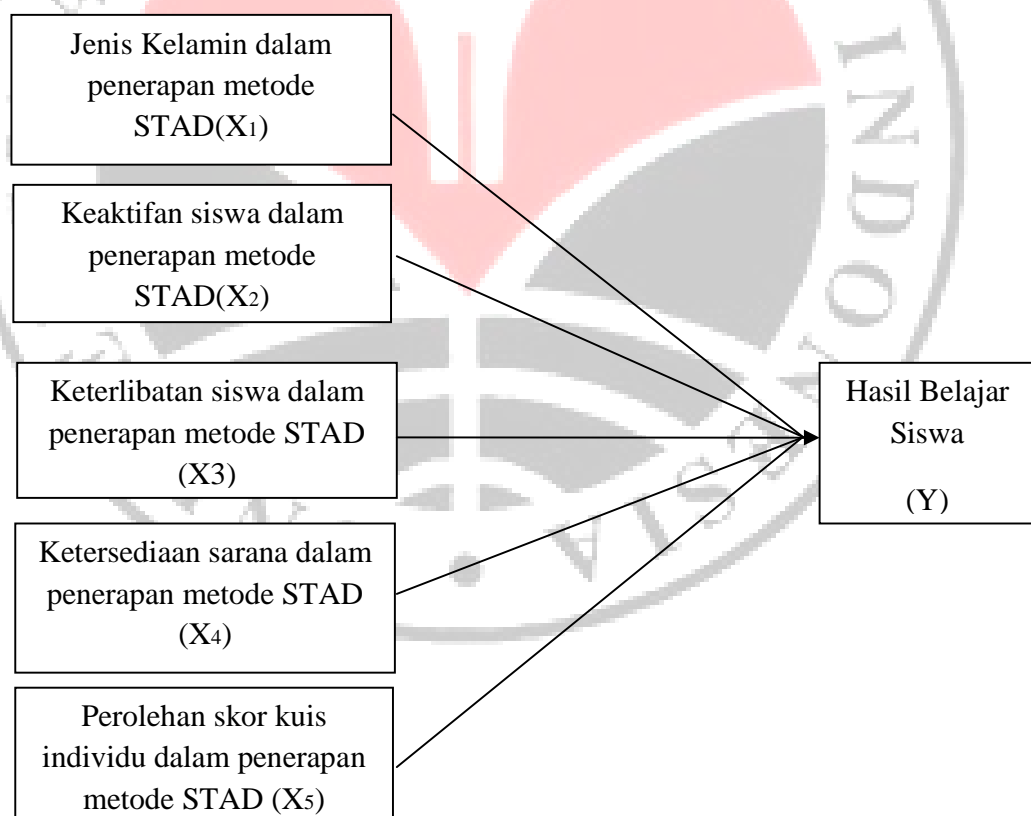 Jenis Kelamin dalam
penerapan metode
STAD(X1)
Keaktifan siswa dalam
penerapan metode
STAD(X2)
Keterlibatan siswa dalam
penerapan metode STAD
(X3)
Ketersediaan sarana dalam
penerapan metode STAD
(X4)
Perolehan skor kuis
individu dalam penerapan
metode STAD (X5)
Hasil Belajar
Siswa
(Y)
INDONESIA